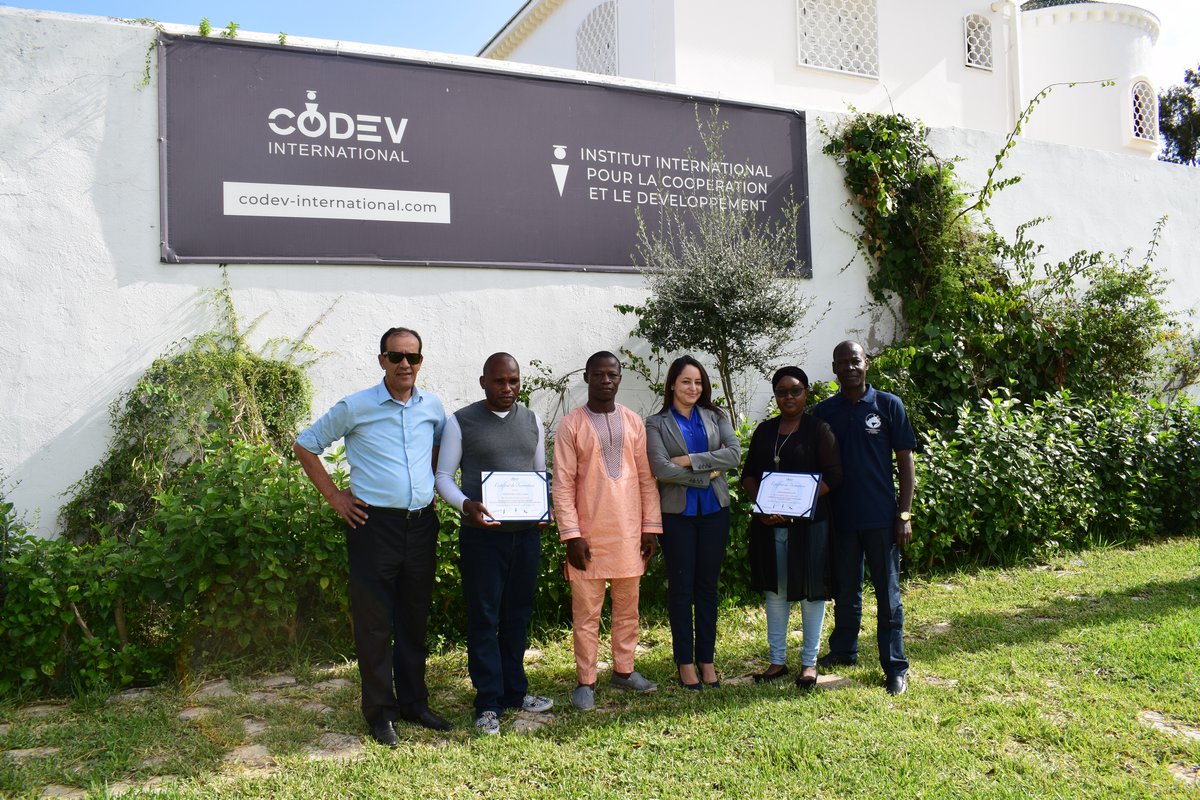 CODEV
INTERNATIONAL
codev-international.com
INSTITUT INTERNATIONAL
POUR LA COOPERATION
ET LE DEVELOPPEMENT
Certificat de Formation
Certificat de Formation